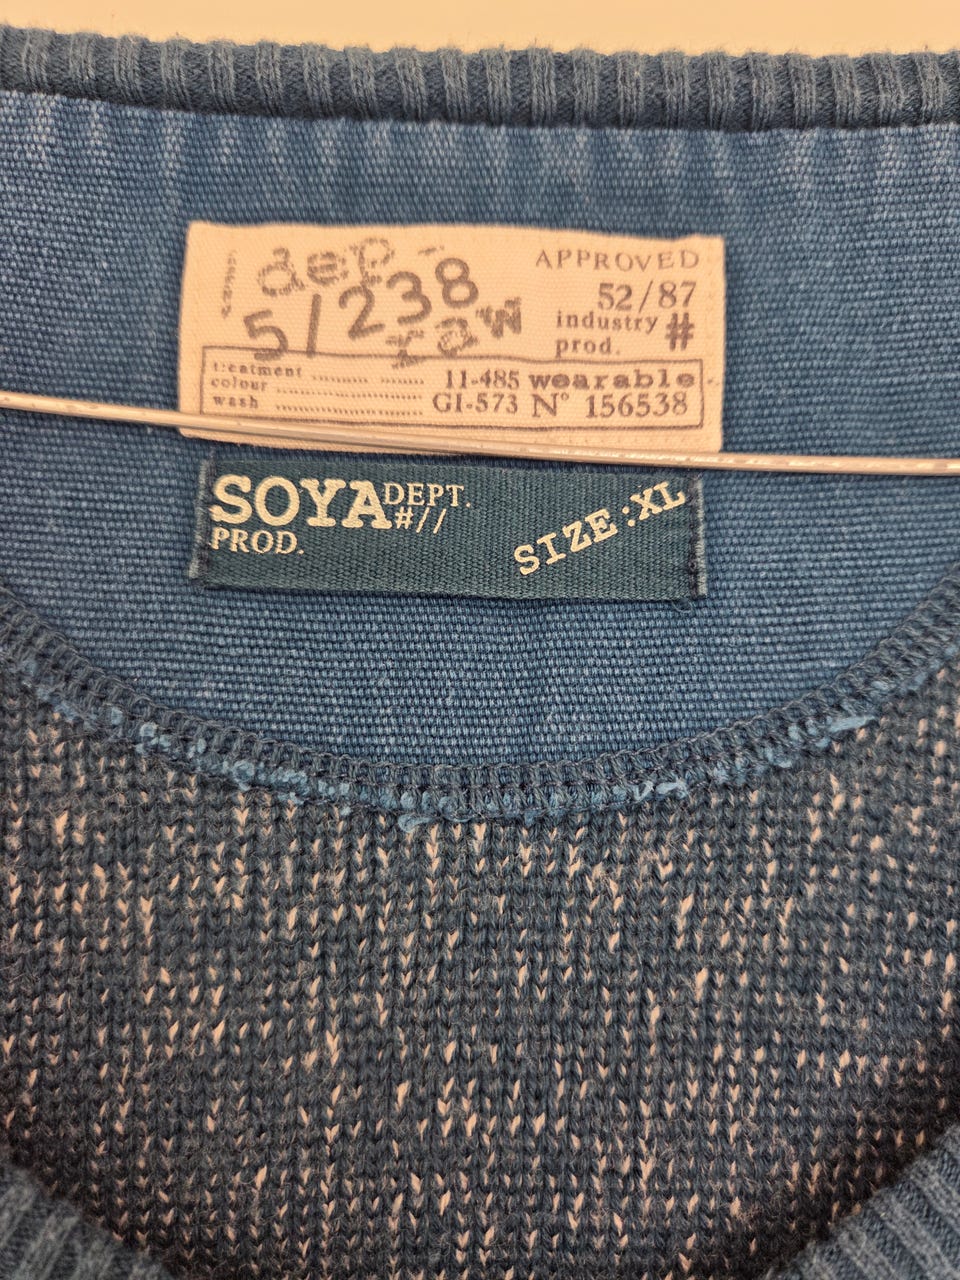 dep-
5/238
raw
APPROVED
52/87
industry #
prod.
treatment ........ 11-485 wearable
colour ........
wash ........ GI-573 Nº 156538
SOYA DEPT.
#//
PROD.
SIZE:XL